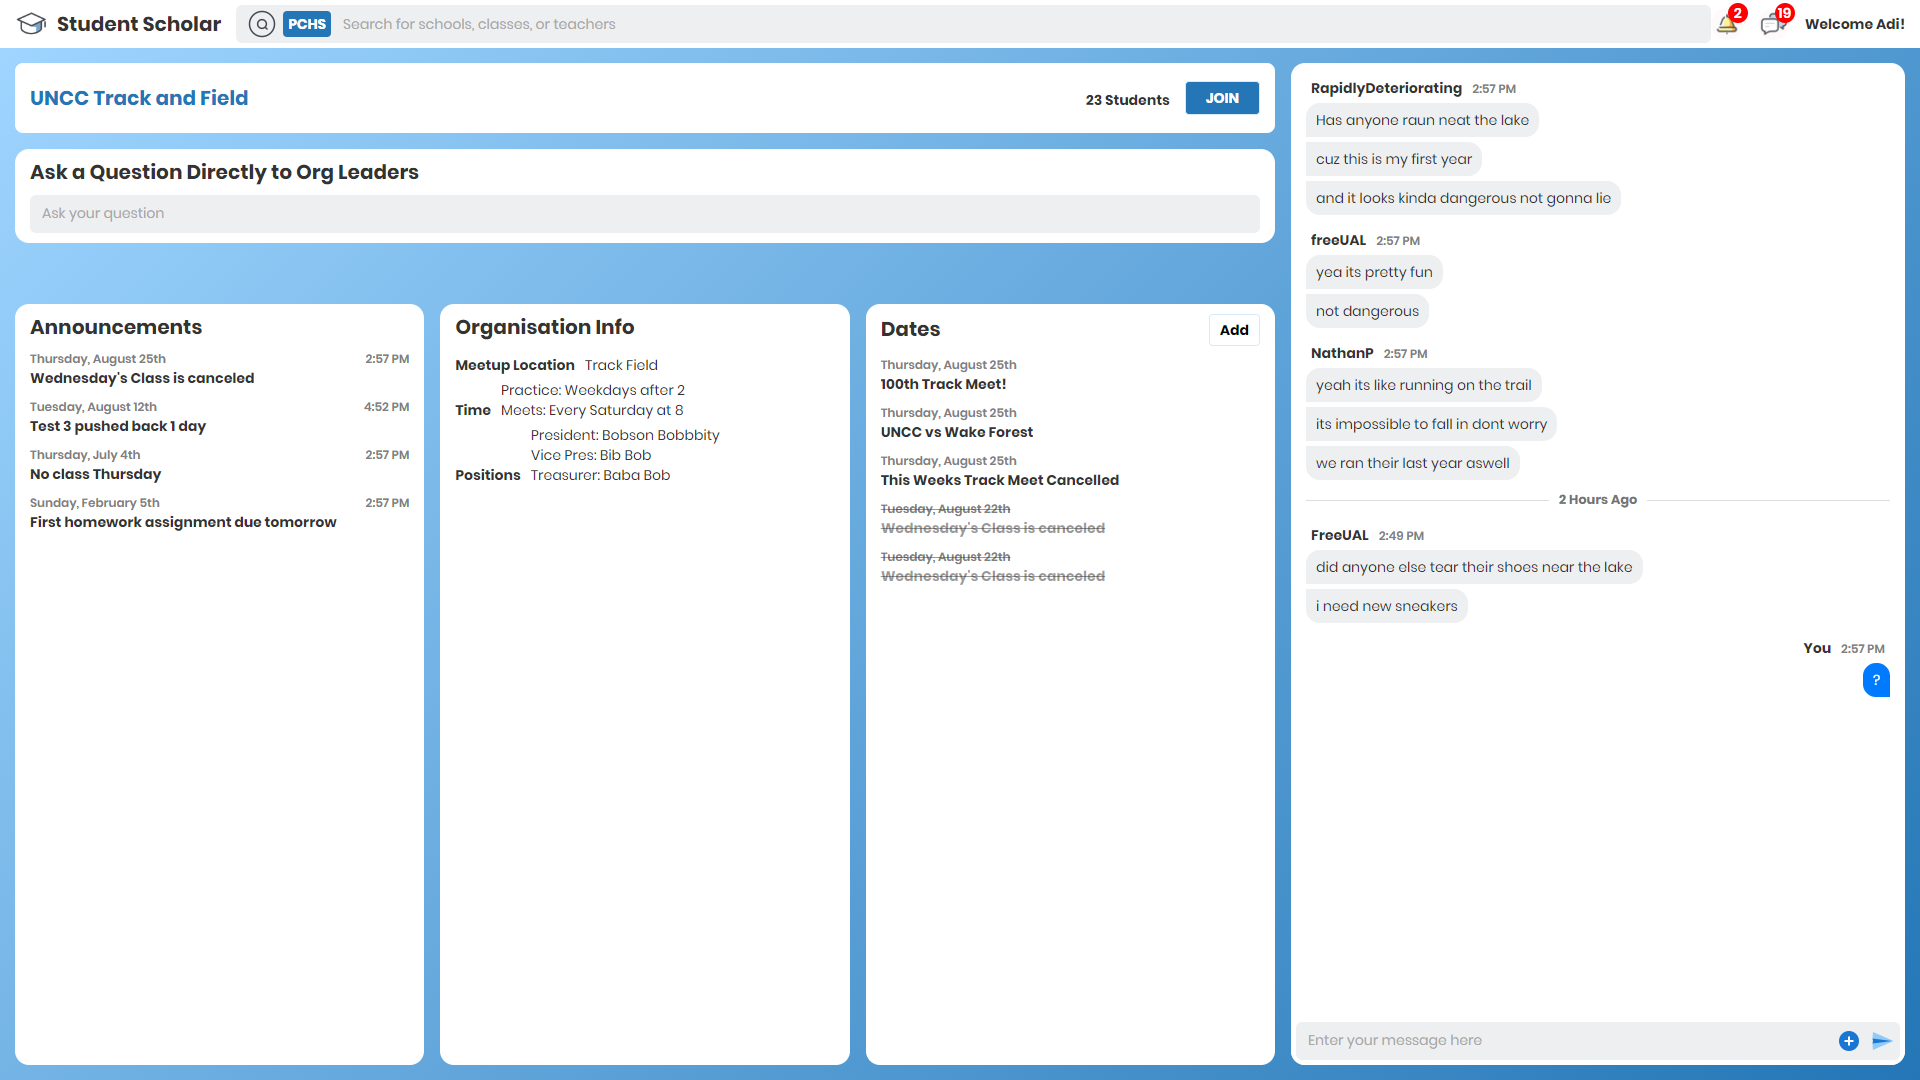 Student Scholar
PCHS
Search for schools, classes, or teachers
2
19
Welcome Adi!
UNCC Track and Field
23 Students
JOIN
Ask a Question Directly to Org Leaders
Ask your question
Announcements
Thursday, August 25th 2:57 PM
Wednesday's Class is canceled
Tuesday, August 12th 4:52 PM
Test 3 pushed back 1 day
Thursday, July 4th 2:57 PM
No class Thursday
Sunday, February 5th 2:57 PM
First homework assignment due tomorrow
Organisation Info
Meetup Location Track Field
Practice: Weekdays after 2
Time Meets: Every Saturday at 8
President: Bobson Bobbbity
Vice Pres: Bib Bob
Positions Treasurer: Baba Bob
Dates
Add
Thursday, August 25th
100th Track Meet!
Thursday, August 25th
UNCC vs Wake Forest
Thursday, August 25th
This Weeks Track Meet Cancelled
Tuesday, August 22th
Wednesday's Class is canceled
Tuesday, August 22th
Wednesday's Class is canceled
RapidlyDeteriorating 2:57 PM
Has anyone raun neat the lake
cuz this is my first year
and it looks kinda dangerous not gonna lie
freeUAL 2:57 PM
yea its pretty fun
not dangerous
NathanP 2:57 PM
yeah its like running on the trail
its impossible to fall in dont worry
we ran their last year aswell
2 Hours Ago
FreeUAL 2:49 PM
did anyone else tear their shoes near the lake
i need new sneakers
You 2:57 PM
?
Enter your message here